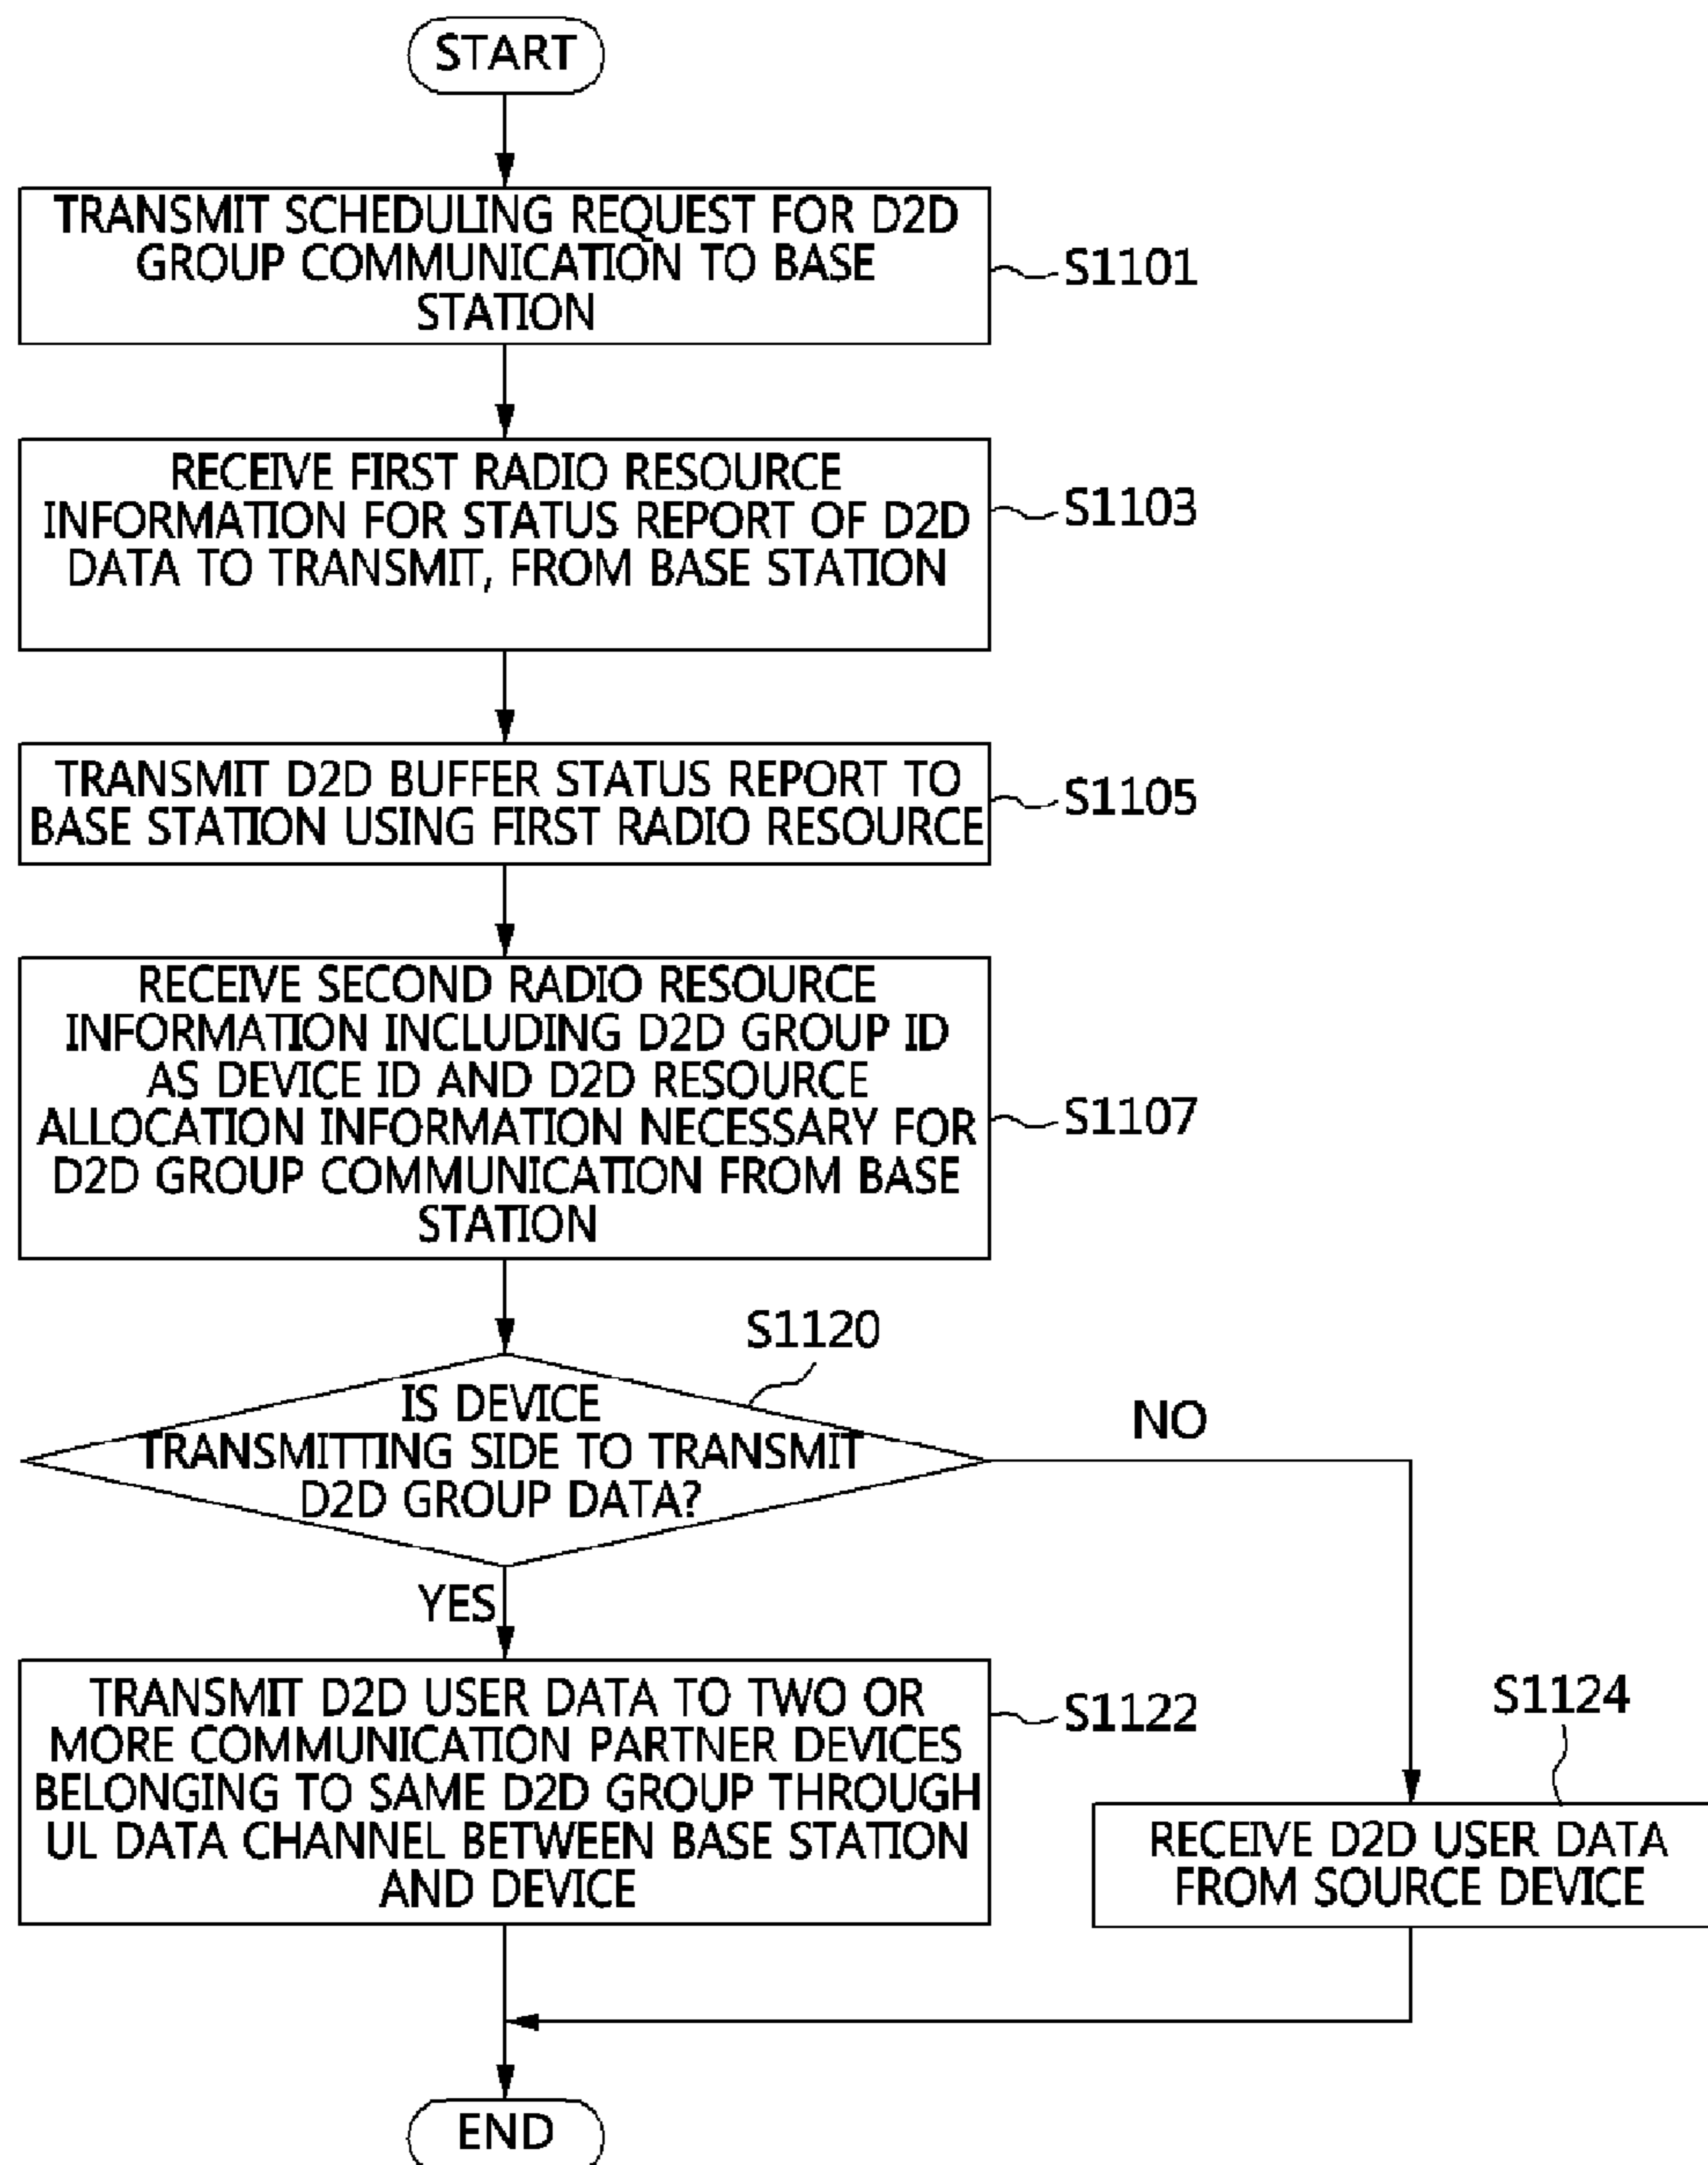 START
TRANSMIT SCHEDULING REQUEST FOR D2D
GROUP COMMUNICATION TO BASE
STATION
S1101
RECEIVE FIRST RADIO RESOURCE
INFORMATION FOR STATUS REPORT OF D2D
DATA TO TRANSMIT, FROM BASE STATION
S1103
TRANSMIT D2D BUFFER STATUS REPORT TO
BASE STATION USING FIRST RADIO RESOURCE
S1105
RECEIVE SECOND RADIO RESOURCE
INFORMATION INCLUDING D2D GROUP ID
AS DEVICE ID AND D2D RESOURCE
ALLOCATION INFORMATION NECESSARY FOR
D2D GROUP COMMUNICATION FROM BASE
STATION
S1107
S1120
IS DEVICE
TRANSMITTING SIDE TO TRANSMIT
D2D GROUP DATA?
NO
YES
TRANSMIT D2D USER DATA TO TWO OR
MORE COMMUNICATION PARTNER DEVICES
BELONGING TO SAME D2D GROUP THROUGH
UL DATA CHANNEL BETWEEN BASE STATION
AND DEVICE
S1122
S1124
RECEIVE D2D USER DATA
FROM SOURCE DEVICE
END